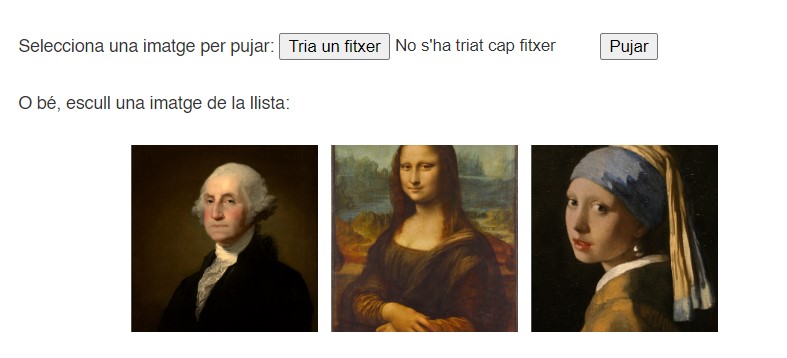 Selecciona una imatge per pujar: Tria un fitxer No s'ha triat cap fitxer Pujar
O bé, escull una imatge de la llista: